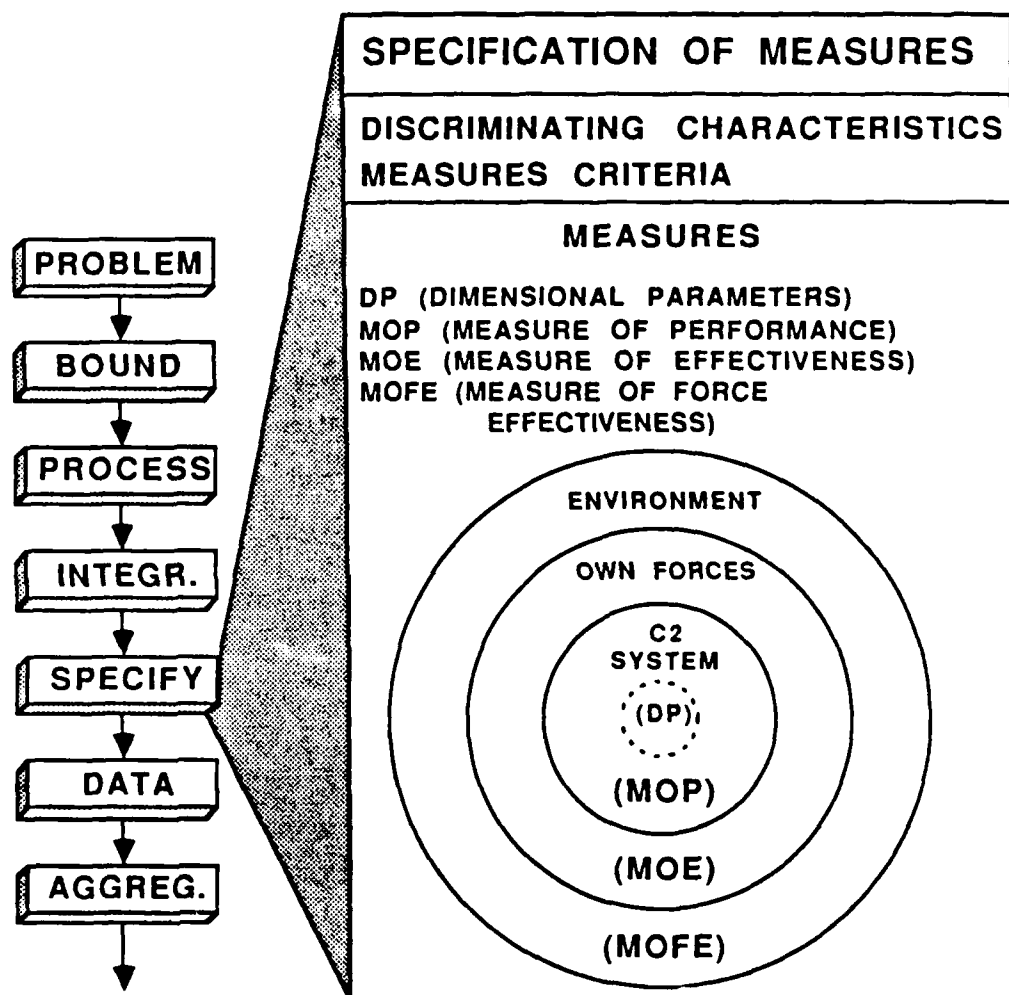 PROBLEM
BOUND
PROCESS
INTEGR.
SPECIFY
DATA
AGGREG.
SPECIFICATION OF MEASURES
DISCRIMINATING CHARACTERISTICS
MEASURES CRITERIA
MEASURES
DP (DIMENSIONAL PARAMETERS)
MOP (MEASURE OF PERFORMANCE)
MOE (MEASURE OF EFFECTIVENESS)
MOFE (MEASURE OF FORCE
EFFECTIVENESS)
ENVIRONMENT
OWN FORCES
C2
SYSTEM
(DP)
(MOP)
(MOE)
(MOFE)